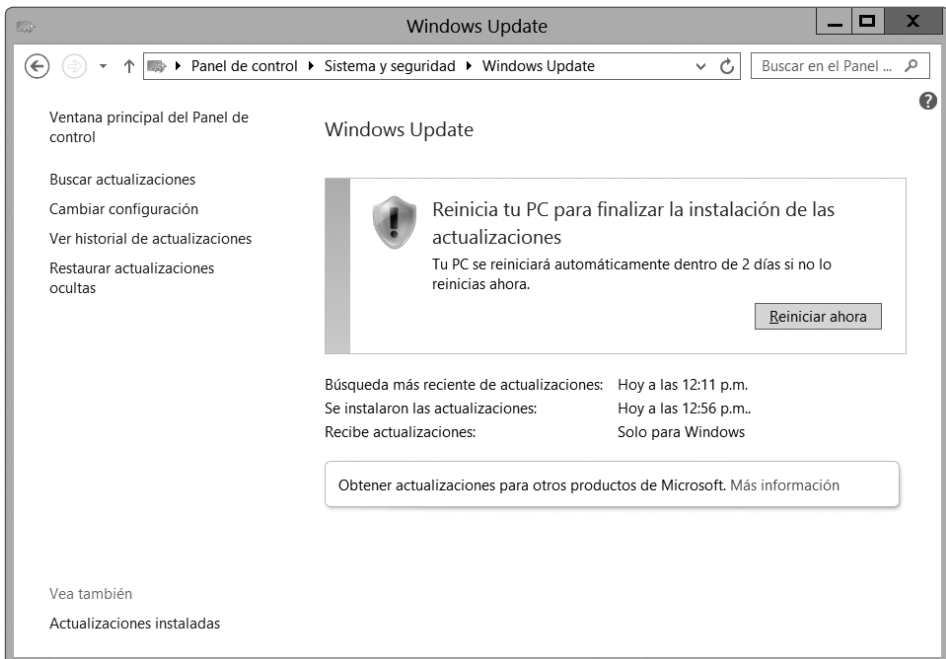 Windows Update
Panel de control Sistema y seguridad Windows Update
Buscar en el Panel ...
Ventana principal del Panel de
control
Buscar actualizaciones
Cambiar configuración
Ver historial de actualizaciones
Restaurar actualizaciones
ocultas
Vea también
Actualizaciones instaladas
Windows Update
Reinicia tu PC para finalizar la instalación de las
actualizaciones
Tu PC se reiniciará automáticamente dentro de 2 días si no lo
reinicias ahora.
Reiniciar ahora
Búsqueda más reciente de actualizaciones: Hoy a las 12:11 p.m.
Se instalaron las actualizaciones: Hoy a las 12:56 p.m..
Recibe actualizaciones: Solo para Windows
Obtener actualizaciones para otros productos de Microsoft. Más información